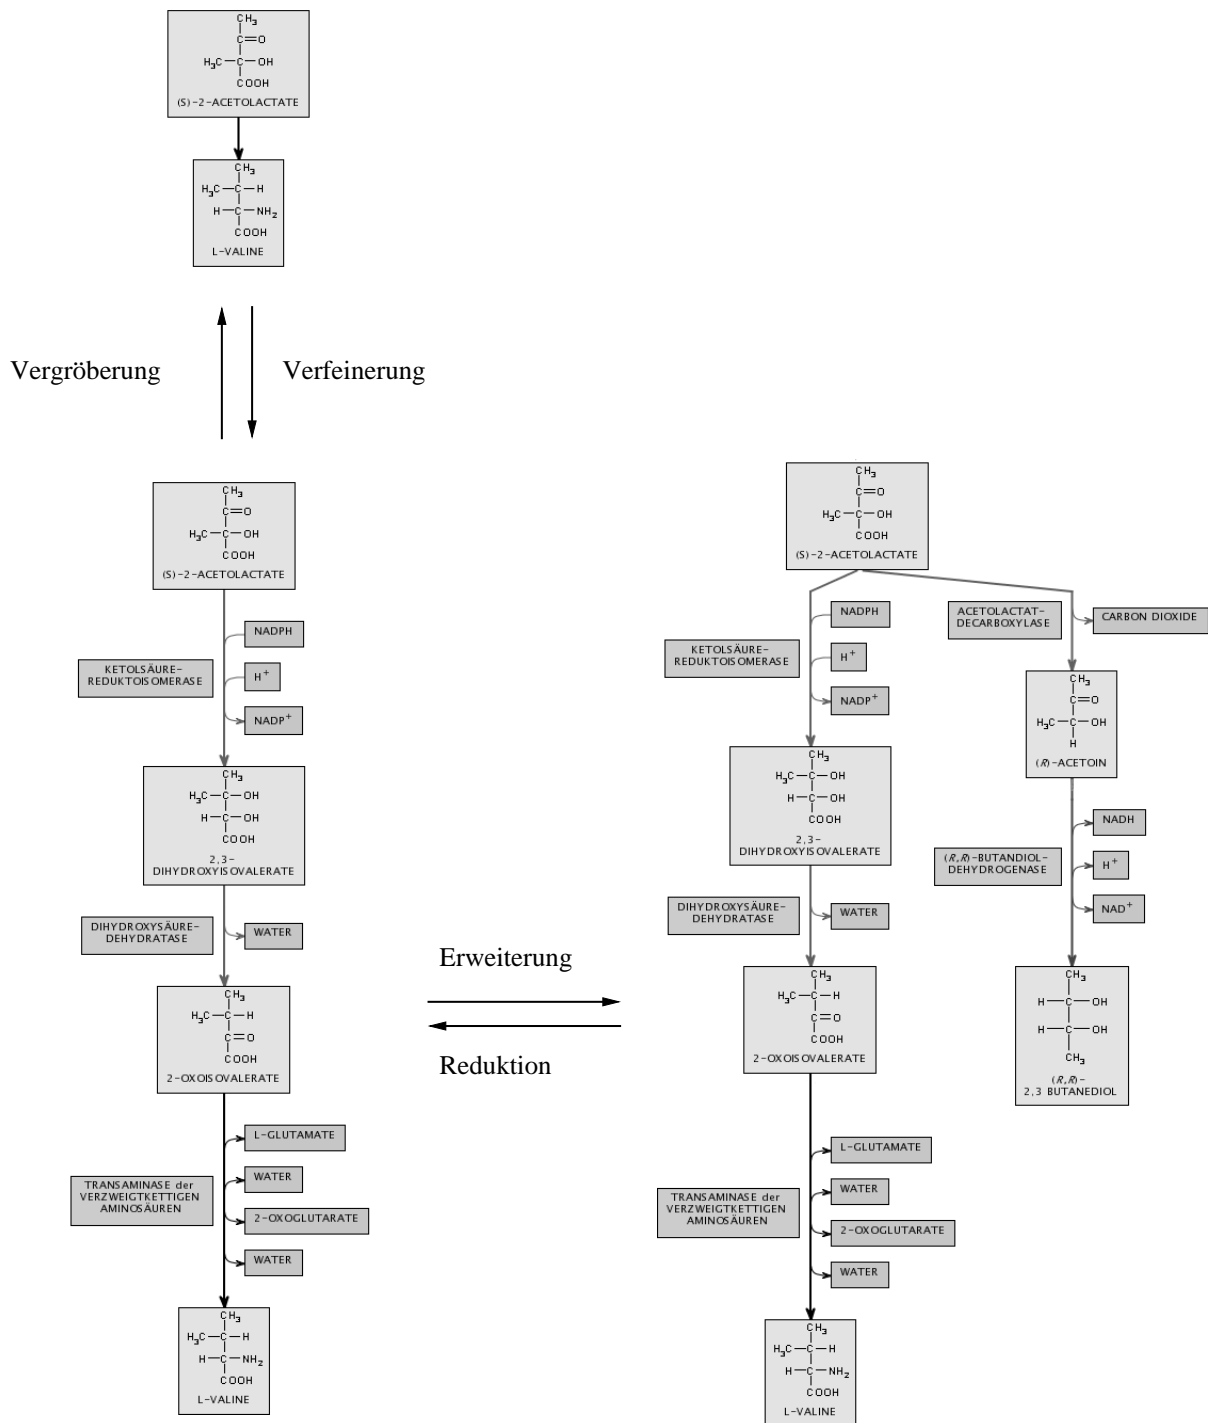 CH3
C=O
H3C-C-OH
COOH
(S)-2-ACETOLACTATE
CH3
H3C-C-H
H-C-NH2
COOH
L-VALINE
Vergröberung
Verfeinerung
CH3
C=O
H3C-C-OH
COOH
(S)-2-ACETOLACTATE
NADPH
KETOLSÄURE-
REDUKTOISOMERASE
H+
NADP+
CH3
H3C-C-OH
H-C-OH
COOH
2,3-
DIHYDROXYISOVALERATE
DIHYDROXYSÄURE-
DEHYDRATASE
WATER
CH3
H3C-C-H
C=O
COOH
2-OXOISOVALERATE
L-GLUTAMATE
WATER
TRANSAMINASE der
VERZWEIGTKETTIGEN
AMINOSÄUREN
2-OXOGLUTARATE
WATER
CH3
H3C-C-H
H-C-NH2
COOH
L-VALINE
Erweiterung
Reduktion
CH3
C=O
H3C-C-OH
COOH
(S)-2-ACETOLACTATE
NADPH
KETOLSÄURE-
REDUKTOISOMERASE
H+
NADP+
CH3
H3C-C-OH
H-C-OH
COOH
2,3-
DIHYDROXYISOVALERATE
DIHYDROXYSÄURE-
DEHYDRATASE
WATER
CH3
H3C-C-H
C=O
COOH
2-OXOISOVALERATE
L-GLUTAMATE
WATER
TRANSAMINASE der
VERZWEIGTKETTIGEN
AMINOSÄUREN
2-OXOGLUTARATE
WATER
CH3
H3C-C-H
H-C-NH2
COOH
L-VALINE
ACETOLACTAT-
DECARBOXYLASE
CARBON DIOXIDE
CH3
C=O
H3C-C-OH
H
(R)-ACETOIN
NADH
(R,R)-BUTANDIOL-
DEHYDROGENASE
H+
NAD+
CH3
H-C-OH
H-C-OH
CH3
(R,R)-
2,3 BUTANEDIOL